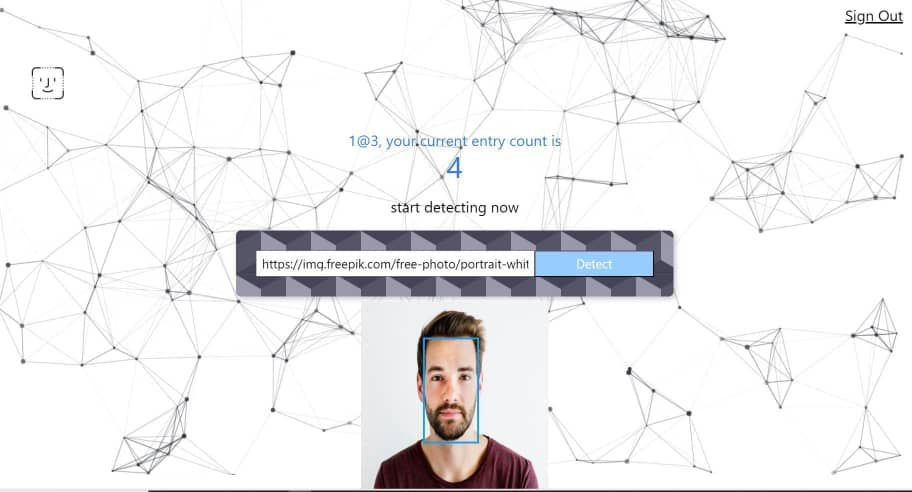 Sign Out
1@3, your current entry count is
4
start detecting now
https://img.freepik.com/free-photo/portrait-whit
Detect